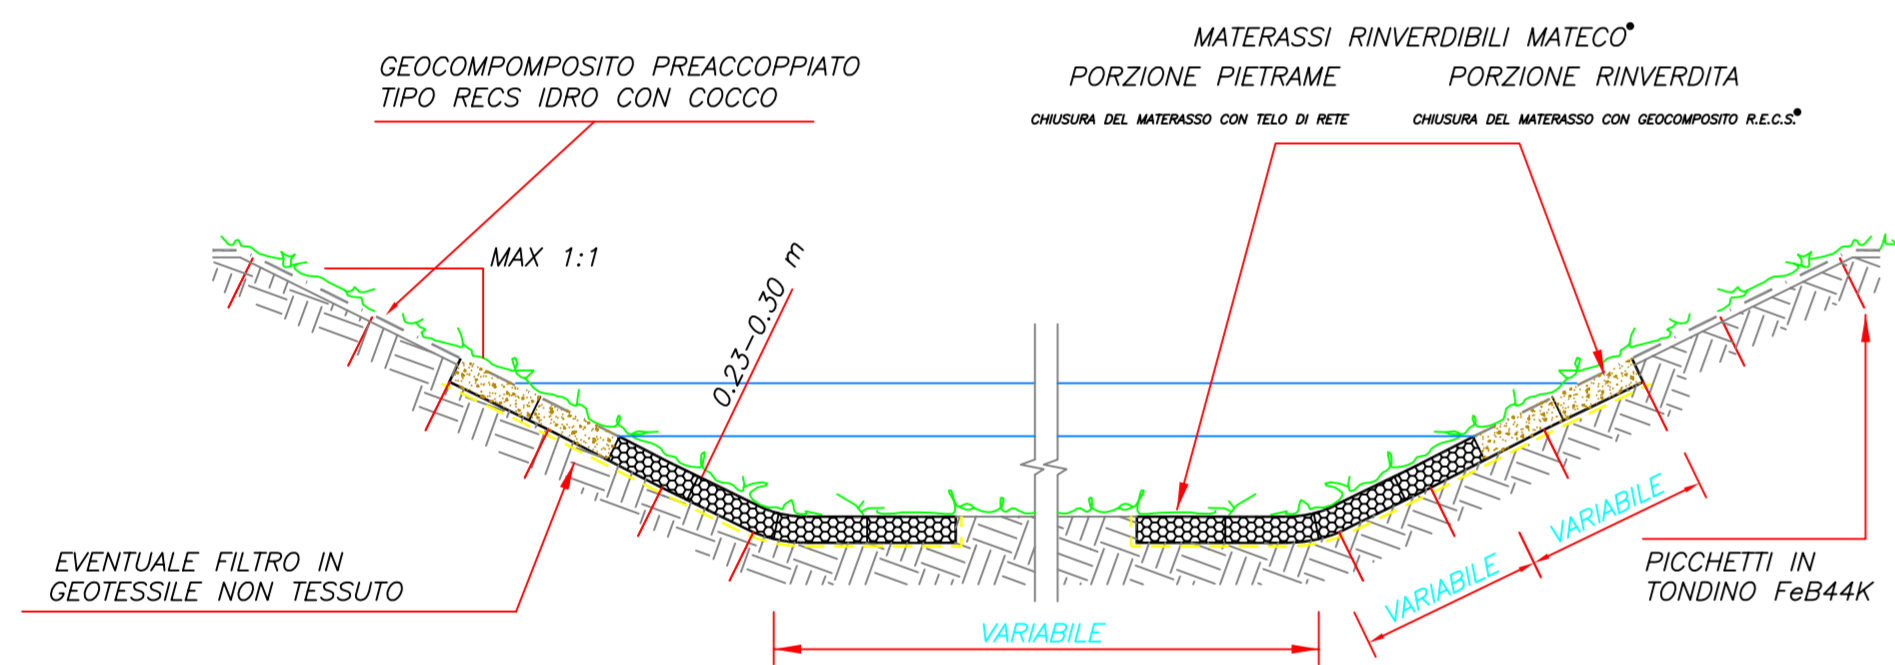 GEOCOMPOMPOSITO PREACCOPPIATO
TIPO RECS IDRO CON COCCO
MATERASSI RINVERDIBILI MATECO•
PORZIONE PIETRAME
PORZIONE RINVERDITA
CHIUSURA DEL MATERASSO CON TELO DI RETE
CHIUSURA DEL MATERASSO CON GEOCOMPOSITO R.E.C.S.•
MAX 1:1
0.23-0.30 m
EVENTUALE FILTRO IN
GEOTESSILE NON TESSUTO
VARIABILE
VARIABILE
VARIABILE
PICCHETTI IN
TONDINO FeB44K